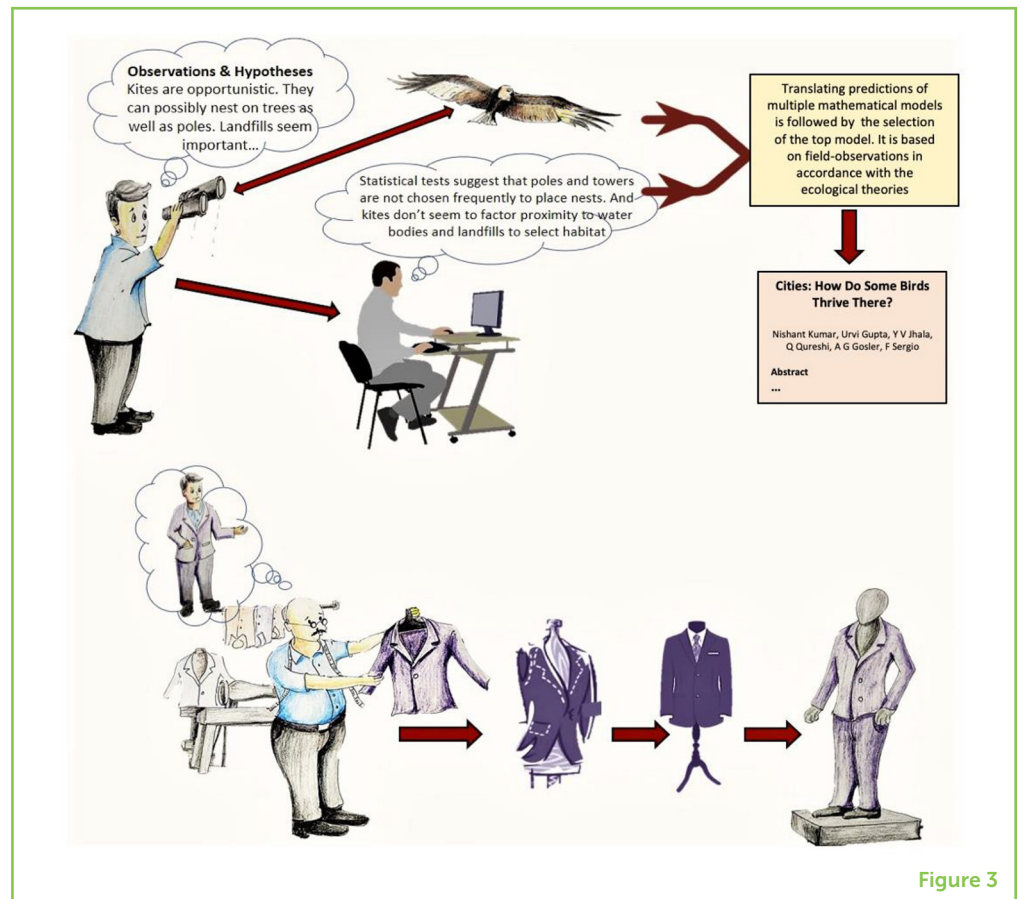 Observations & Hypotheses
Kites are opportunistic. They
can possibly nest on trees as
well as poles. Landfills seem
important...
Statistical tests suggest that poles and towers
are not chosen frequently to place nests. And
kites don't seem to factor proximity to water
bodies and landfills to select habitat
Translating predictions of
multiple mathematical models
is followed by the selection
of the top model. It is based
on field-observations in
accordance with the
ecological theories
Cities: How Do Some Birds
Thrive There?
Nishant Kumar, Urvi Gupta, Y V Jhala,
Q Qureshi, A G Gosler, F Sergio
Abstract
...
Figure 3